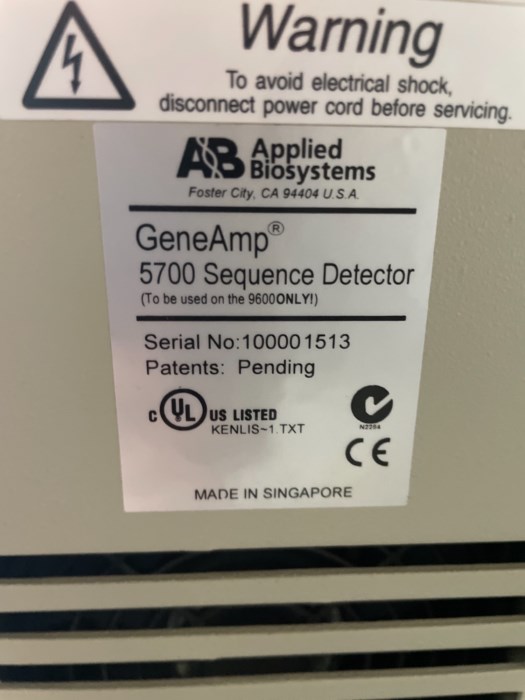 Warning
To avoid electrical shock,
disconnect power cord before servicing.
AB Applied
Biosystems
Foster City, CA 94404 U.S.A.
GeneAmp®
5700 Sequence Detector
(To be used on the 9600ONLY!)
Serial No:100001513
Patents: Pending
C UL US LISTED
KENLIS~1.TXT
N2394
CE
MADE IN SINGAPORE